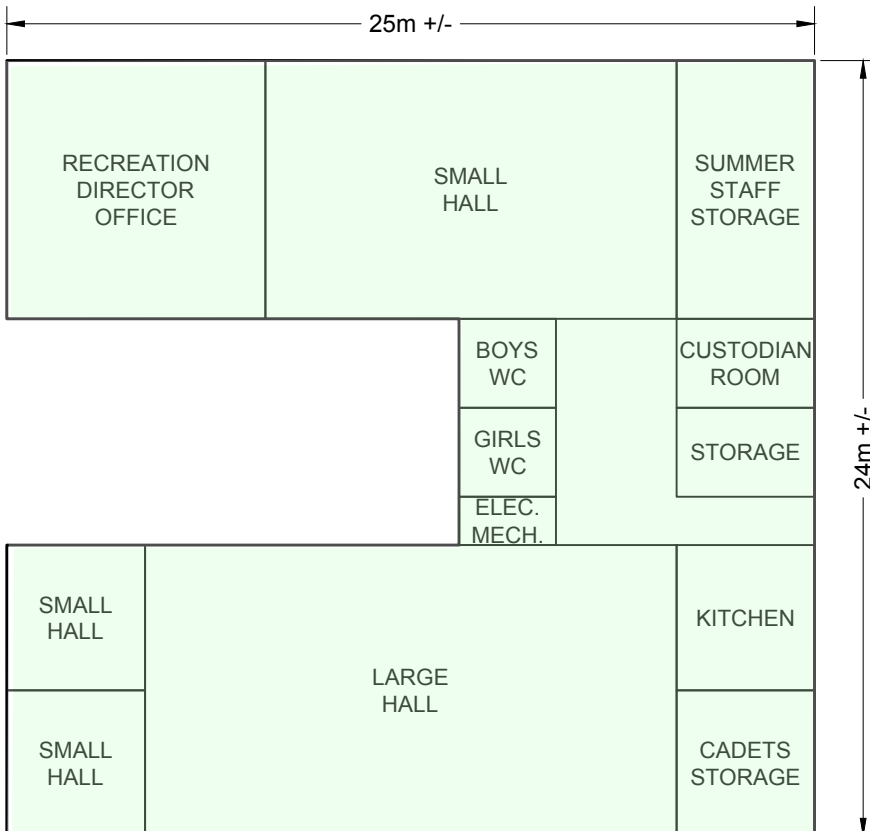 25m +/-
RECREATION
DIRECTOR
OFFICE
SMALL
HALL
SUMMER
STAFF
STORAGE
BOYS
WC
CUSTODIAN
ROOM
GIRLS
WC
STORAGE
24m +/-
ELEC.
MECH.
SMALL
HALL
KITCHEN
LARGE
HALL
SMALL
HALL
CADETS
STORAGE